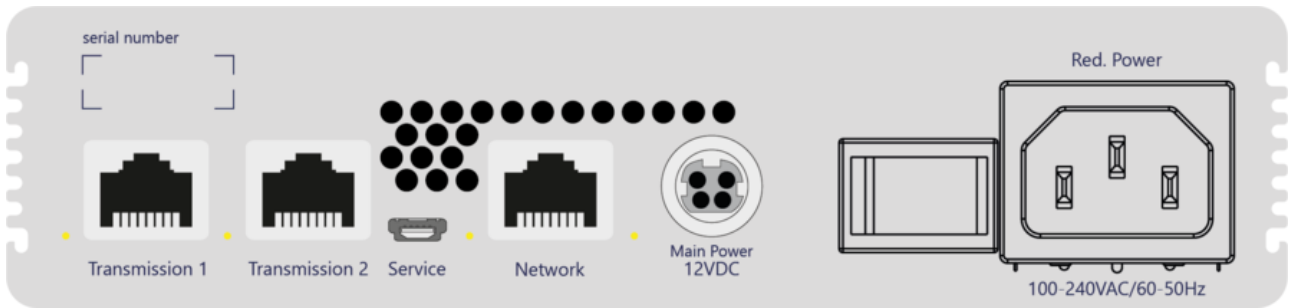 serial number
Red. Power
Transmission 1
Transmission 2
Service
Network
Main Power
12VDC
100-240VAC/60-50Hz